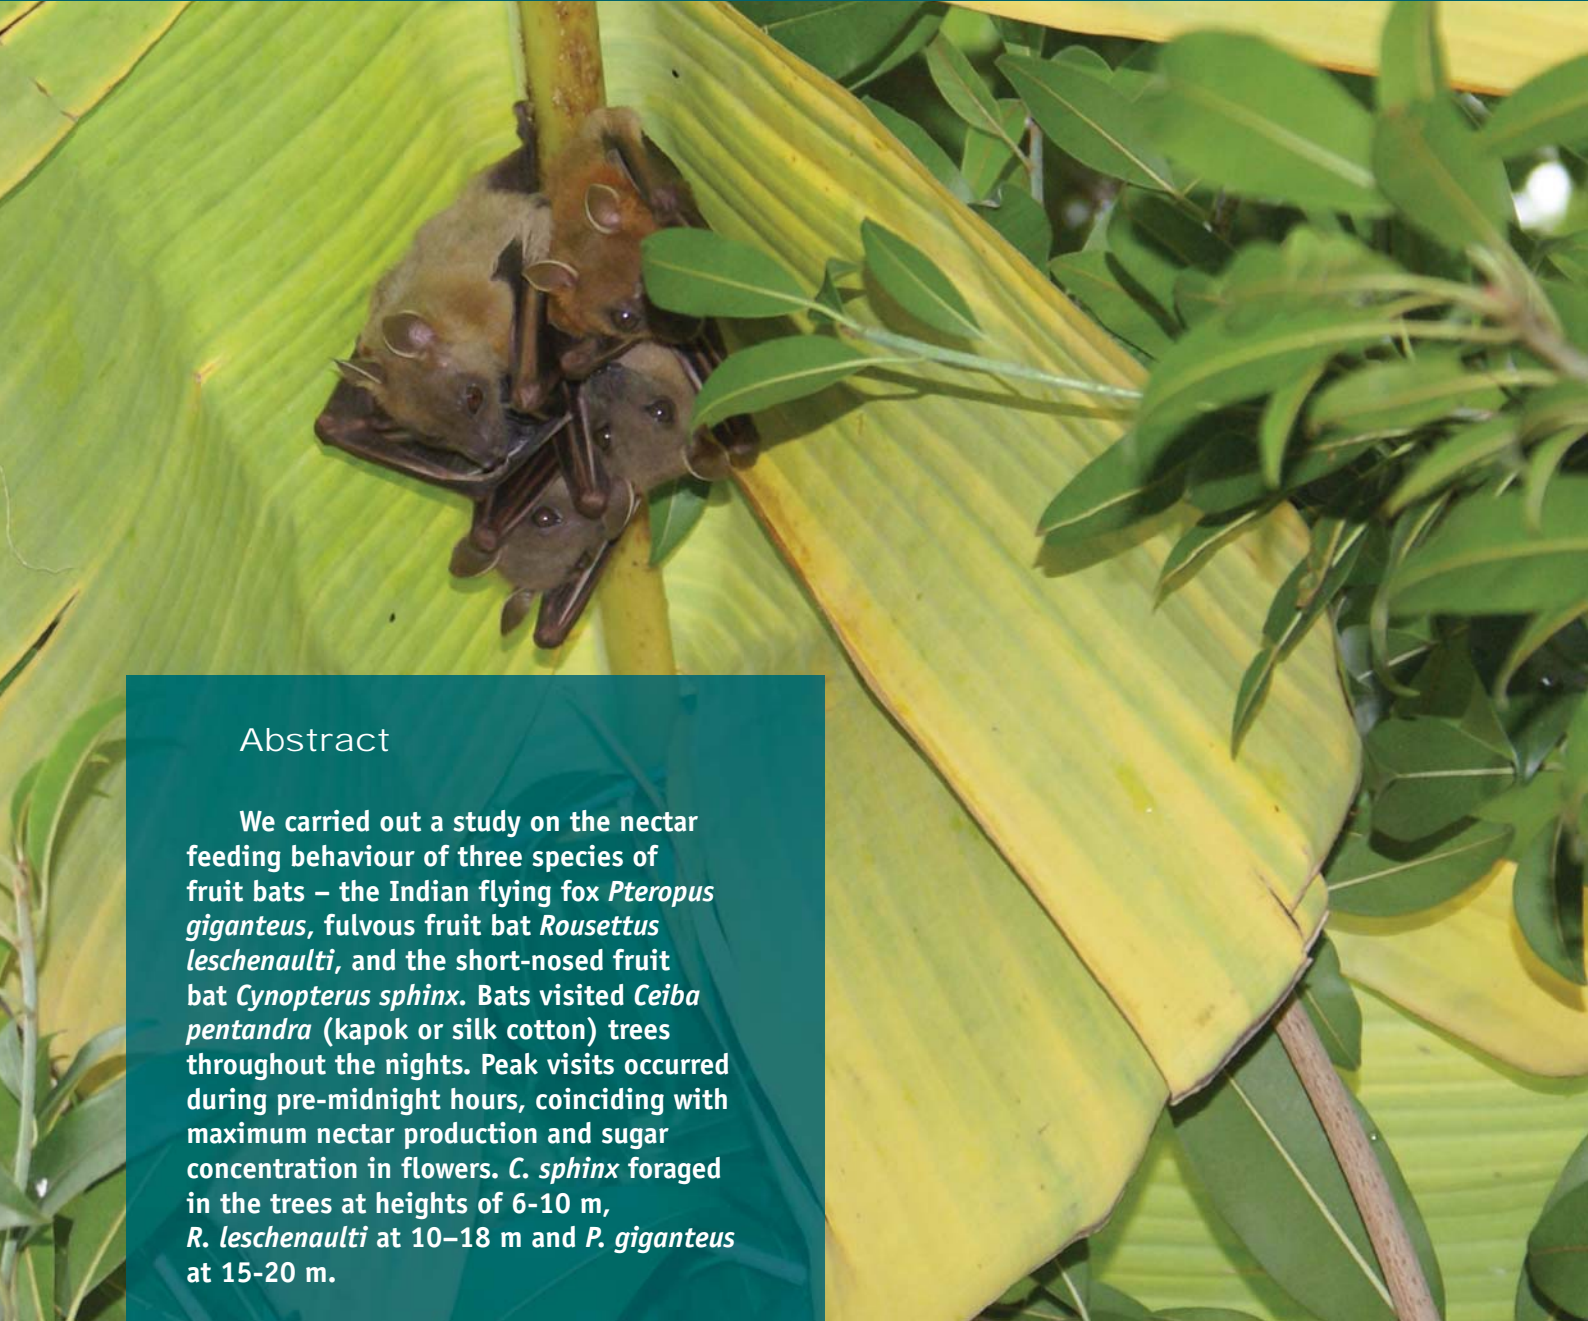 Abstract
We carried out a study on the nectar
feeding behaviour of three species of
fruit bats – the Indian flying fox Pteropus
giganteus, fulvous fruit bat Rousettus
leschenaulti, and the short-nosed fruit
bat Cynopterus sphinx. Bats visited Ceiba
pentandra (kapok or silk cotton) trees
throughout the nights. Peak visits occurred
during pre-midnight hours, coinciding with
maximum nectar production and sugar
concentration in flowers. C. sphinx foraged
in the trees at heights of 6-10 m,
R. leschenaulti at 10–18 m and P. giganteus
at 15-20 m.